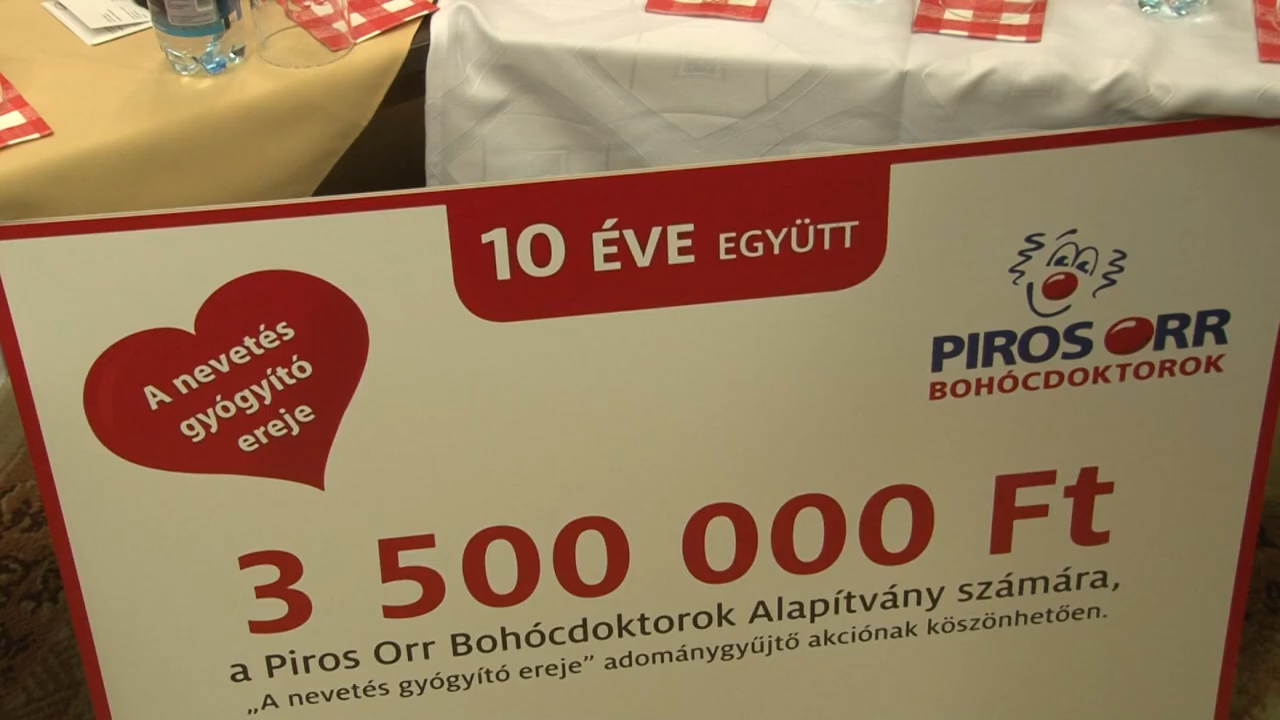 10 ÉVE EGYÜTT
A nevetés
gyógyító
ereje
PIROS ORR
BOHÓCDOKTOROK
3 500 000 Ft
a Piros Orr Bohócdoktorok Alapítvány számára,
„A nevetés gyógyító ereje” adománygyűjtő akciónak köszönhetően.